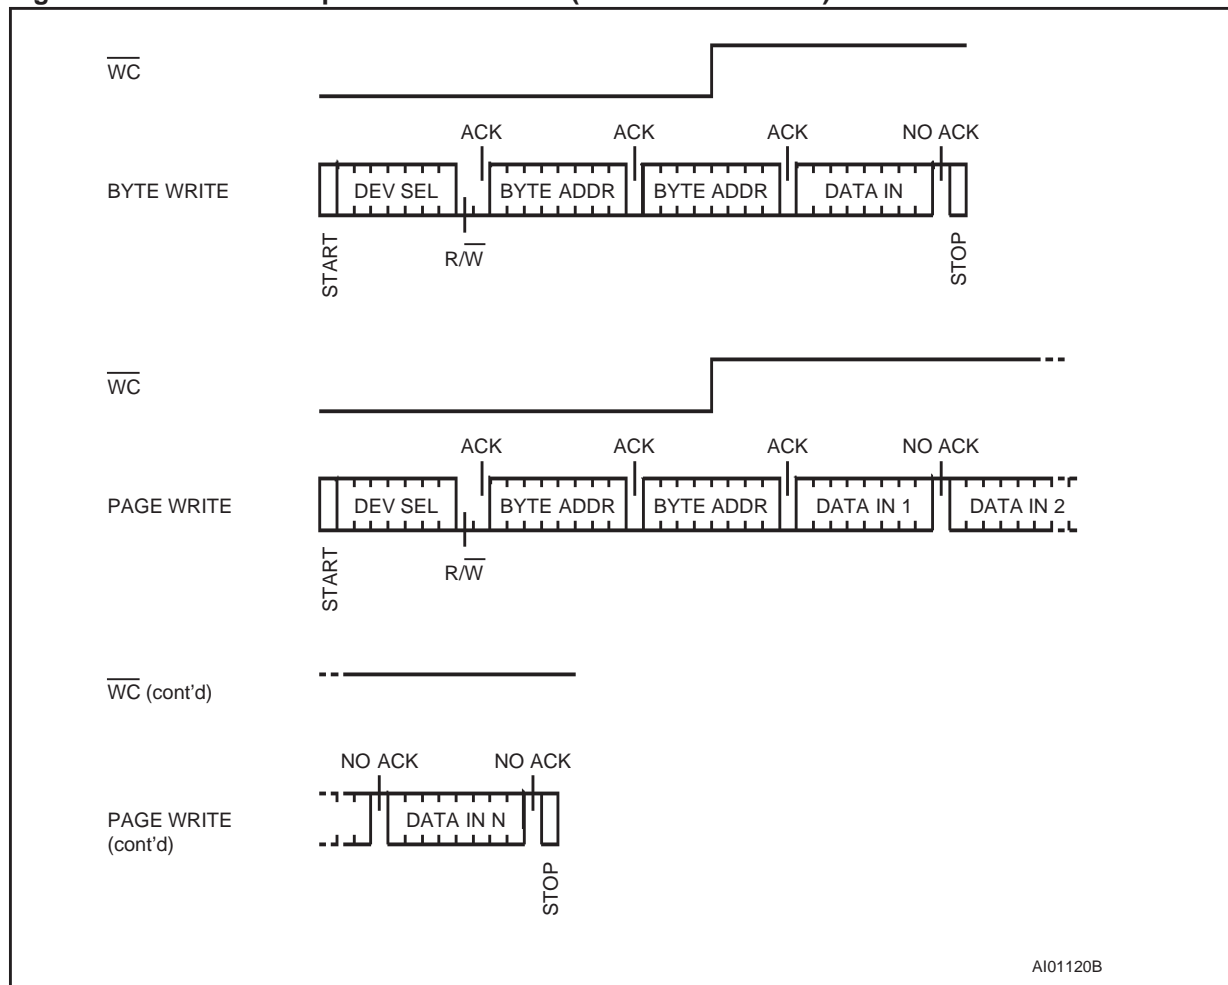 WC
ACK ACK ACK NO ACK
BYTE WRITE DEV SEL BYTE ADDR BYTE ADDR DATA IN
R/W
START
STOP
WC
ACK ACK ACK NO ACK
PAGE WRITE DEV SEL BYTE ADDR BYTE ADDR DATA IN 1 DATA IN 2
R/W
START
WC (cont'd)
NO ACK NO ACK
PAGE WRITE DATA IN N
(cont'd)
STOP
AI01120B